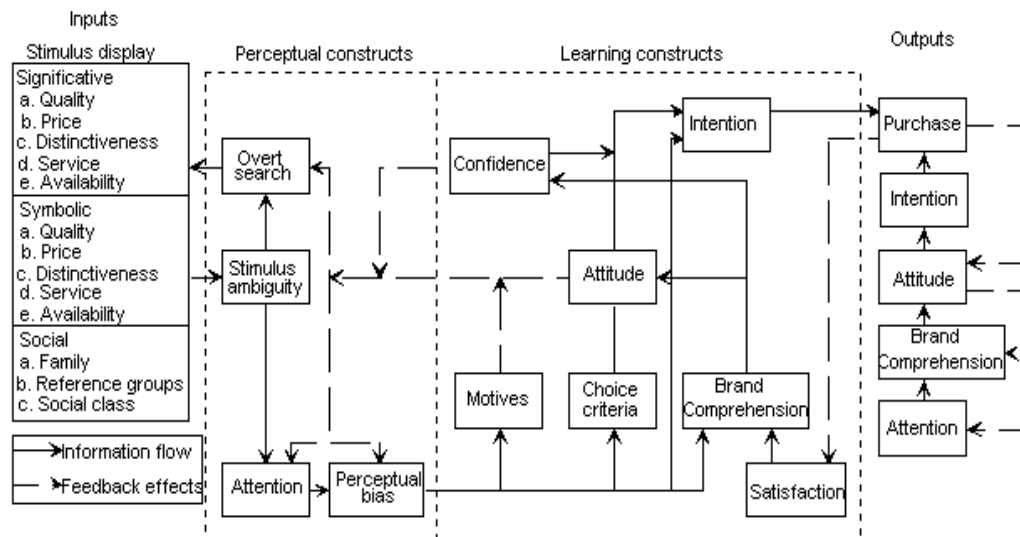 Inputs
Stimulus display
Significative
a. Quality
b. Price
c. Distinctiveness
d. Service
e. Availability
Symbolic
a. Quality
b. Price
c. Distinctiveness
d. Service
e. Availability
Social
a. Family
b. Reference groups
c. Social class
Information flow
Feedback effects
Perceptual constructs
Overt
search
Stimulus
ambiguity
Attention
Perceptual
bias
Learning constructs
Confidence
Intention
Attitude
Motives
Choice
criteria
Brand
Comprehension
Satisfaction
Outputs
Purchase
Intention
Attitude
Brand
Comprehension
Attention